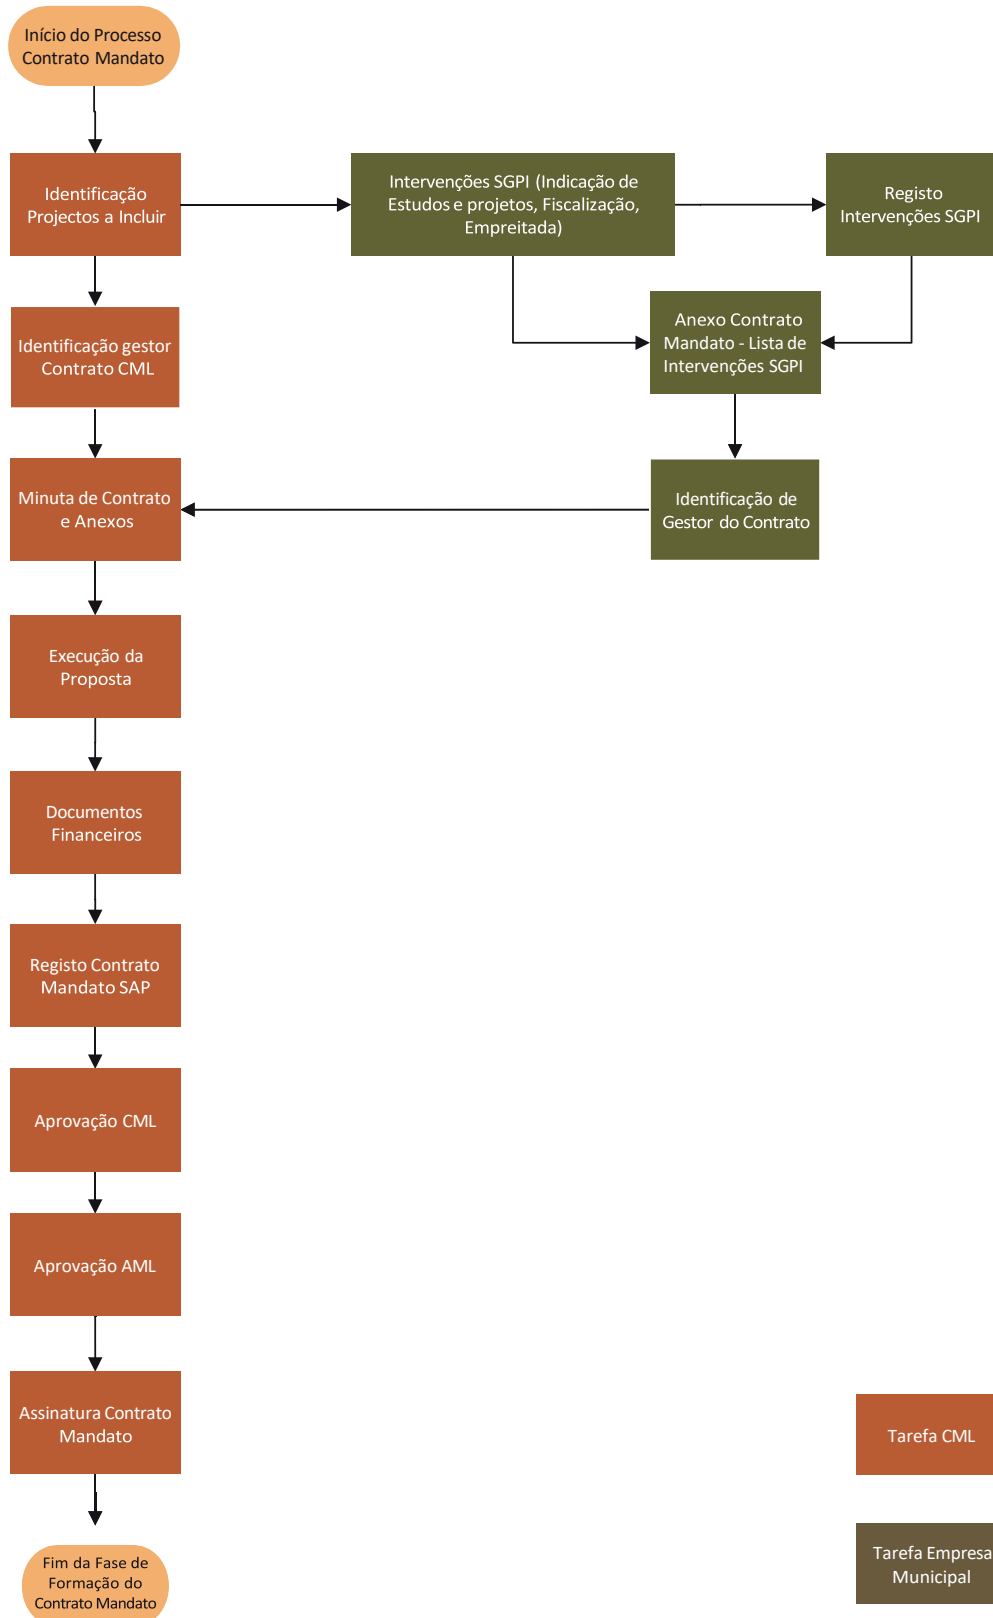 Início do Processo
Contrato Mandato
Identificação
Projectos a Incluir
Intervenções SGPI (Indicação de
Estudos e projetos, Fiscalização,
Empreitada)
Registo
Intervenções SGPI
Identificação gestor
Contrato CML
Anexo Contrato
Mandato - Lista de
Intervenções SGPI
Minuta de Contrato
e Anexos
Identificação de
Gestor do Contrato
Execução da
Proposta
Documentos
Financeiros
Registo Contrato
Mandato SAP
Aprovação CML
Aprovação AML
Assinatura Contrato
Mandato
Tarefa CML
Tarefa Empresa
Municipal
Fim da Fase de
Formação do
Contrato Mandato